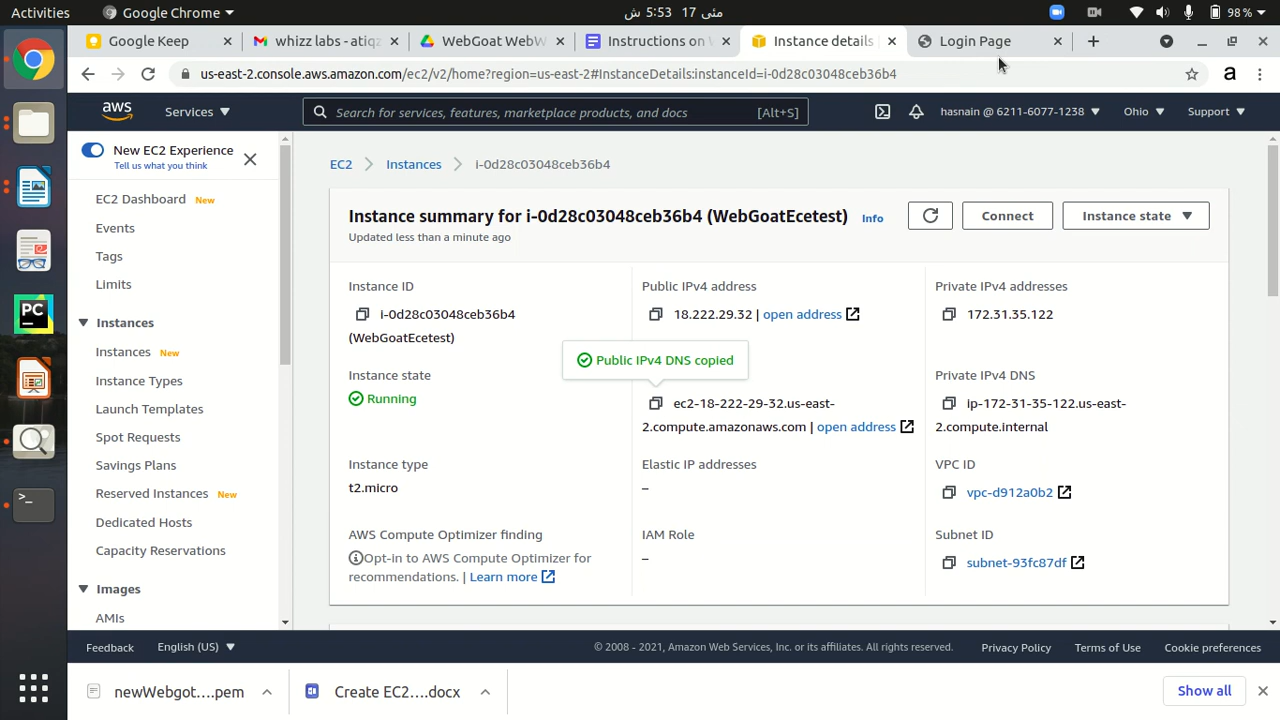 Activities
Google Chrome
مئی 17 5:53 ش
98 %
Google Keep
whizz labs - atiqz
WebGoat WebW
Instructions on V
Instance details
Login Page
us-east-2.console.aws.amazon.com/ec2/v2/home?region=us-east-2#InstanceDetails:instanceId=i-0d28c03048ceb36b4
a
aws
Services
Search for services, features, marketplace products, and docs
[Alt+S]
hasnain @ 6211-6077-1238
Ohio
Support
New EC2 Experience
Tell us what you think
EC2 Dashboard New
Events
Tags
Limits
Instances
Instances New
Instance Types
Launch Templates
Spot Requests
Savings Plans
Reserved Instances New
Dedicated Hosts
Capacity Reservations
Images
AMIs
EC2
Instances
i-0d28c03048ceb36b4
Instance summary for i-0d28c03048ceb36b4 (WebGoatEcetest)
Info
Updated less than a minute ago
Connect
Instance state
Instance ID
i-0d28c03048ceb36b4
(WebGoatEcetest)
Public IPv4 address
18.222.29.32 | open address
Private IPv4 addresses
172.31.35.122
Instance state
Running
Public IPv4 DNS copied
ec2-18-222-29-32.us-east-
2.compute.amazonaws.com | open address
Private IPv4 DNS
ip-172-31-35-122.us-east-
2.compute.internal
Instance type
t2.micro
Elastic IP addresses
–
VPC ID
vpc-d912a0b2
AWS Compute Optimizer finding
Opt-in to AWS Compute Optimizer for
recommendations. | Learn more
IAM Role
–
Subnet ID
subnet-93fc87df
Feedback
English (US)
© 2008 - 2021, Amazon Web Services, Inc. or its affiliates. All rights reserved.
Privacy Policy
Terms of Use
Cookie preferences
newWebgot....pem
Create EC2....docx
Show all
PC